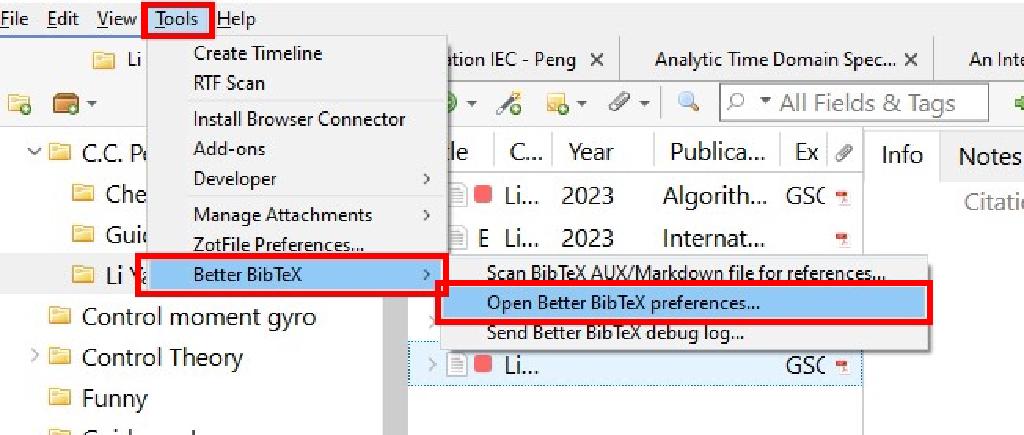 File Edit View Tools Help
Li
ation IEC - Peng
Analytic Time Domain Spec...
An Inte
Create Timeline
RTF Scan
Install Browser Connector
Add-ons
Developer
Manage Attachments
ZotFile Preferences...
Better BibTeX
Scan BibTeX AUX/Markdown file for references...
Open Better BibTeX preferences...
Send Better BibTeX debug log...
All Fields & Tags
C.C. Pe
Che
Guid
Li Ya
Control moment gyro
Control Theory
Funny
tle C... Year Publica... Ex
Li... 2023 Algorith... GSC
E Li... 2023 Internat...
Li... GSC
Info Notes
Citatio